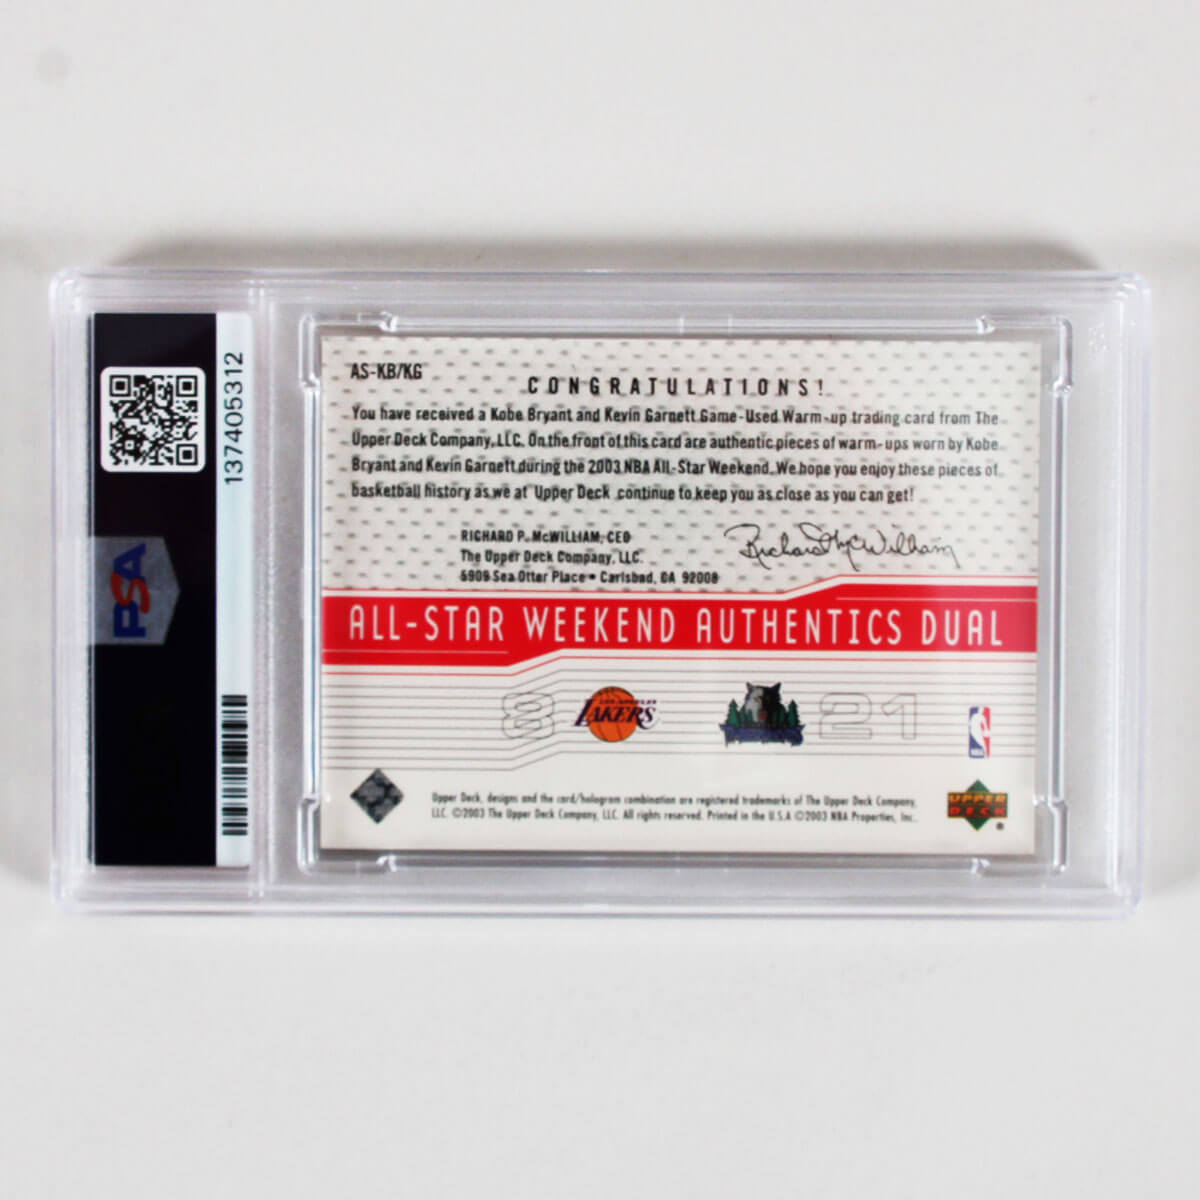 137405312
PSA
AS-KB/KG
CONGRATULATIONS!
You have received a Kobe Bryant and Kevin Garnett Game-Used Warm-up trading card from The
Upper Deck Company, LLC. On the front of this card are authentic pieces of warm-ups worn by Kobe
Bryant and Kevin Garnett during the 2003 NBA All-Star Weekend. We hope you enjoy these pieces of
basketball history as we at Upper Deck continue to keep you as close as you can get!
RICHARD P. McWILLIAM, CEO
The Upper Deck Company, LLC.
5909 Sea Otter Place • Carlsbad, CA 92008
Richard P. McWilliam
ALL-STAR WEEKEND AUTHENTICS DUAL
8 LOS ANGELES
LAKERS
21
NBA
Upper Deck, designs and the card/hologram combination are registered trademarks of The Upper Deck Company,
LLC. ©2003 The Upper Deck Company, LLC. All rights reserved. Printed in the U.S.A ©2003 NBA Properties, Inc.
UPPER
DECK
®